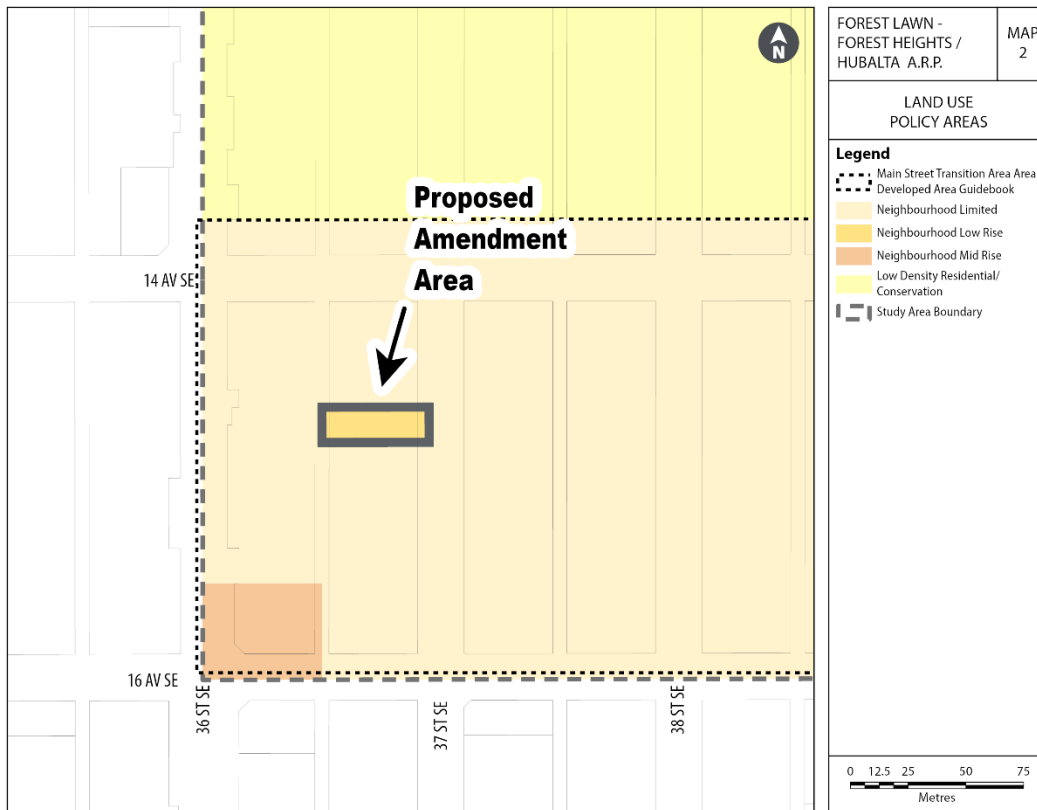 FOREST LAWN -
FOREST HEIGHTS /
HUBALTA A.R.P.
MAP
2
LAND USE
POLICY AREAS
Legend
Main Street Transition Area Area
Developed Area Guidebook
Neighbourhood Limited
Neighbourhood Low Rise
Neighbourhood Mid Rise
Low Density Residential/
Conservation
Study Area Boundary
N
Proposed
Amendment
Area
14 AV SE
16 AV SE
36 ST SE
37 ST SE
38 ST SE
0 12.5 25 50 75
Metres